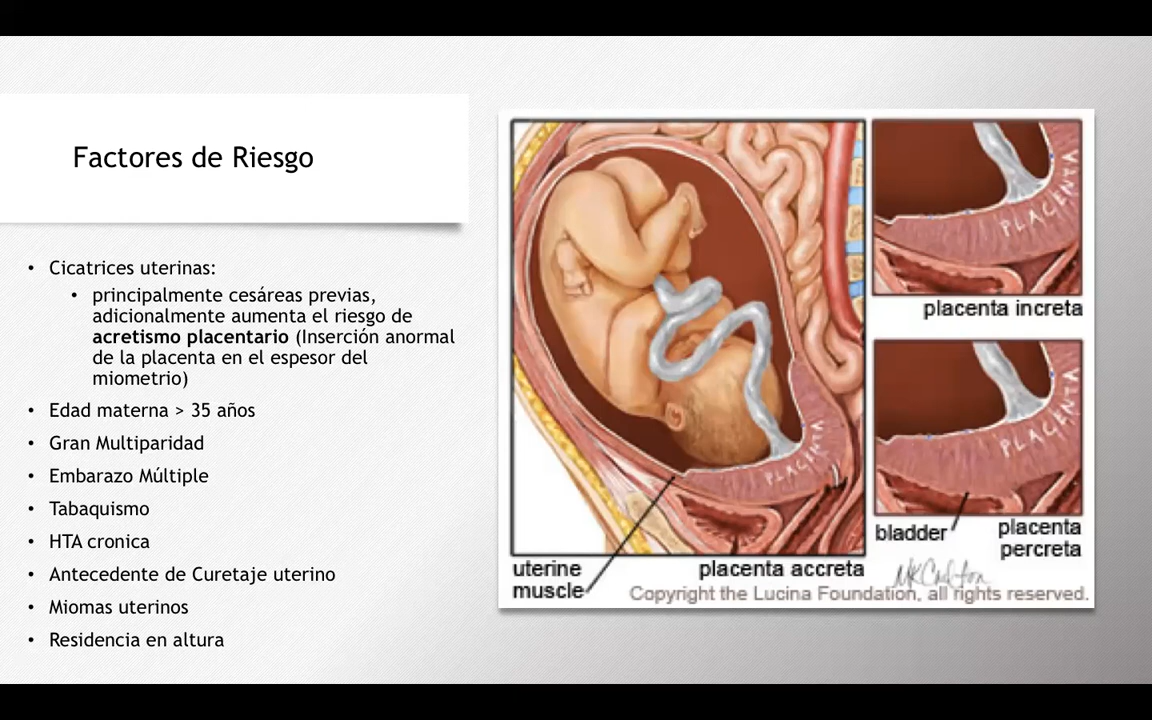 Factores de Riesgo
• Cicatrices uterinas:
• principalmente cesáreas previas,
adicionalmente aumenta el riesgo de
acretismo placentario (Inserción anormal
de la placenta en el espesor del
miometrio)
• Edad materna > 35 años
• Gran Multiparidad
• Embarazo Múltiple
• Tabaquismo
• HTA cronica
• Antecedente de Curetaje uterino
• Miomas uterinos
• Residencia en altura
PLACENTA
uterine
muscle
placenta accreta
PLACENTA
placenta increta
PLACENTA
bladder
placenta
percreta
Copyright the Lucina Foundation, all rights reserved.